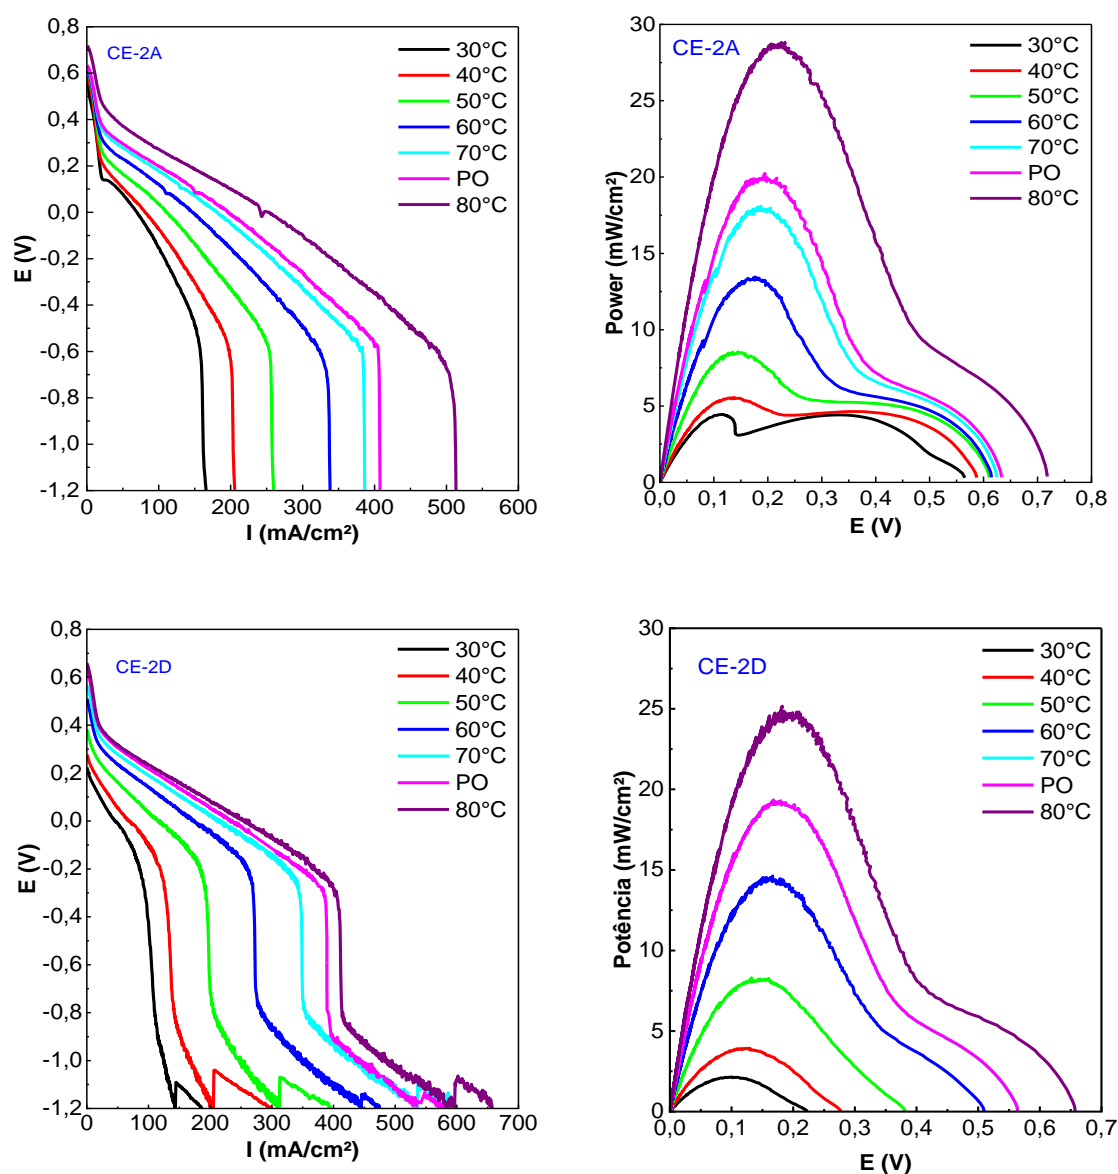 CE-2A
30°C
40°C
50°C
60°C
70°C
PO
80°C
0,8
0,6
0,4
0,2
0,0
-0,2
-0,4
-0,6
-0,8
-1,0
-1,2
E (V)
0 100 200 300 400 500 600
I (mA/cm²)
CE-2A
30°C
40°C
50°C
60°C
70°C
PO
80°C
30
25
20
15
10
5
0
Power (mW/cm²)
0,0 0,1 0,2 0,3 0,4 0,5 0,6 0,7 0,8
E (V)
CE-2D
30°C
40°C
50°C
60°C
70°C
PO
80°C
0,8
0,6
0,4
0,2
0,0
-0,2
-0,4
-0,6
-0,8
-1,0
-1,2
E (V)
0 100 200 300 400 500 600 700
I (mA/cm²)
CE-2D
30°C
40°C
50°C
60°C
70°C
PO
80°C
30
25
20
15
10
5
0
Potência (mW/cm²)
0,0 0,1 0,2 0,3 0,4 0,5 0,6 0,7
E (V)